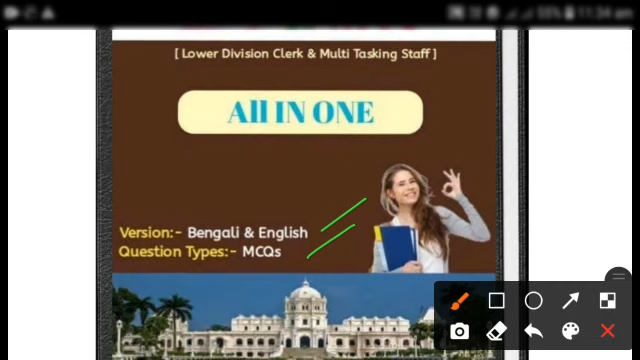 [ Lower Division Clerk & Multi Tasking Staff ]
All IN ONE
Version:- Bengali & English
Question Types:- MCQs